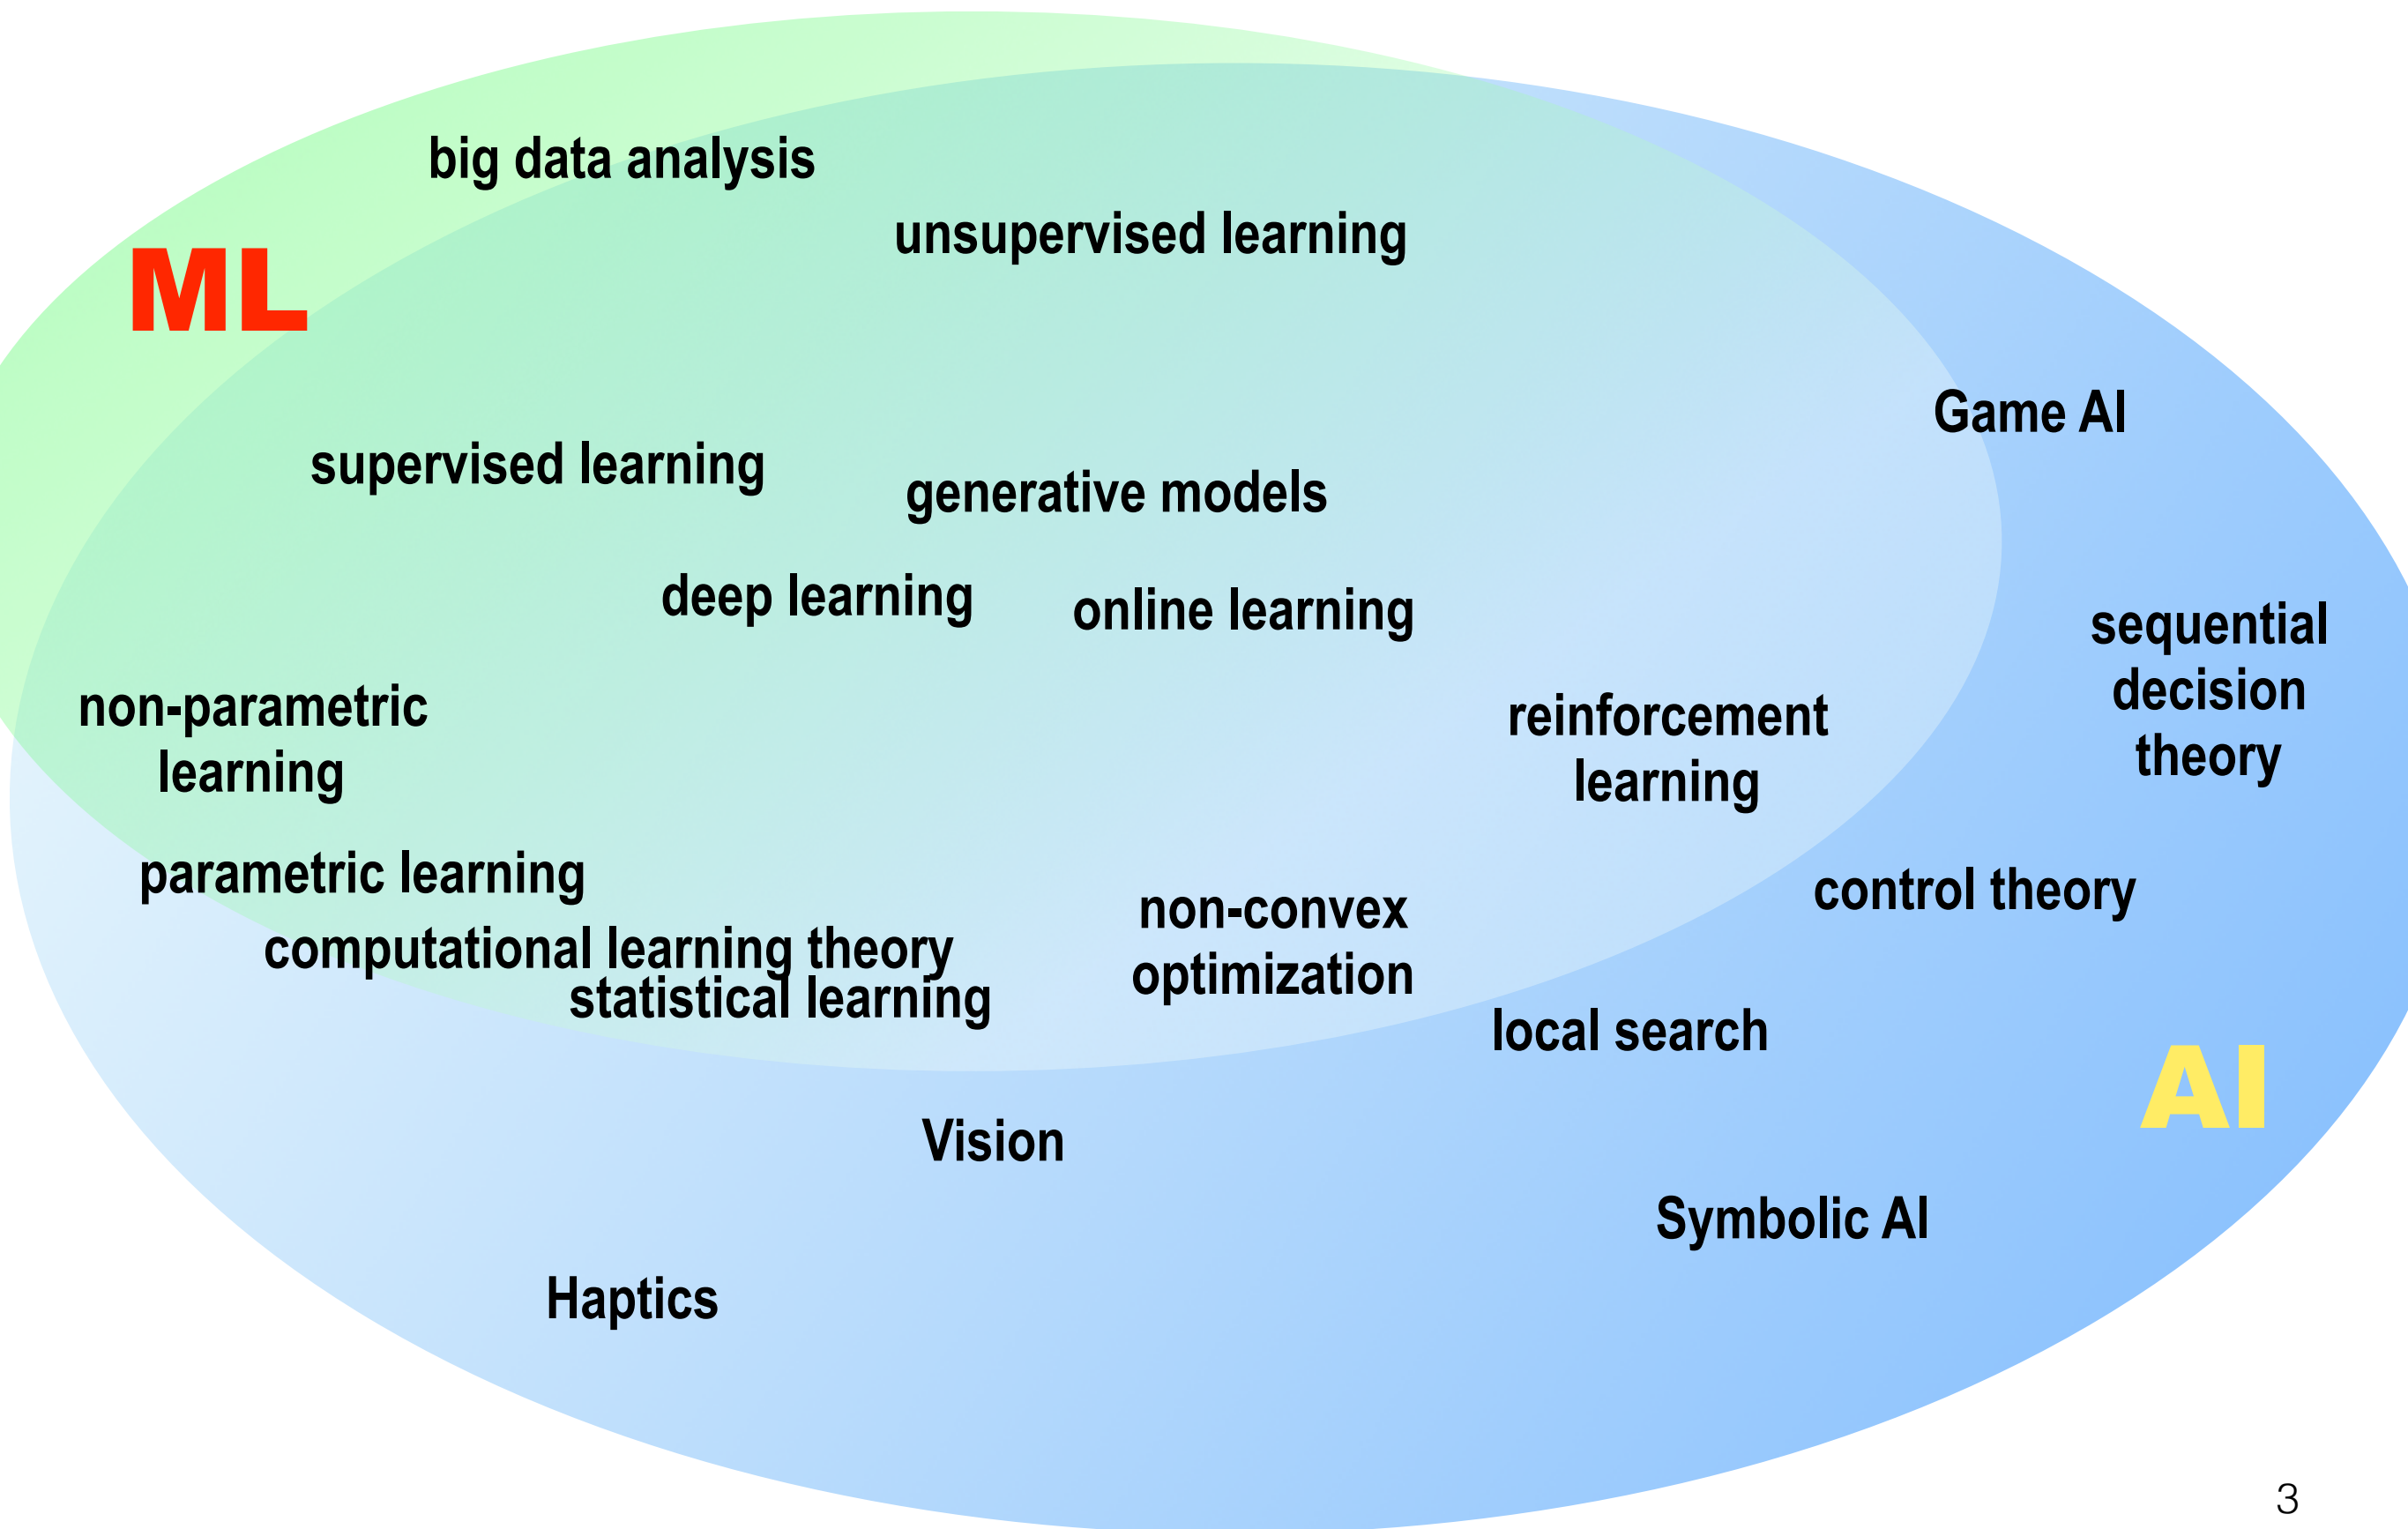 big data analysis
unsupervised learning
ML
Game AI
supervised learning
generative models
deep learning
online learning
sequential
decision
theory
non-parametric
learning
reinforcement
learning
parametric learning
control theory
non-convex
optimization
computational learning theory
statistical learning
local search
AI
Vision
Symbolic AI
Haptics
3